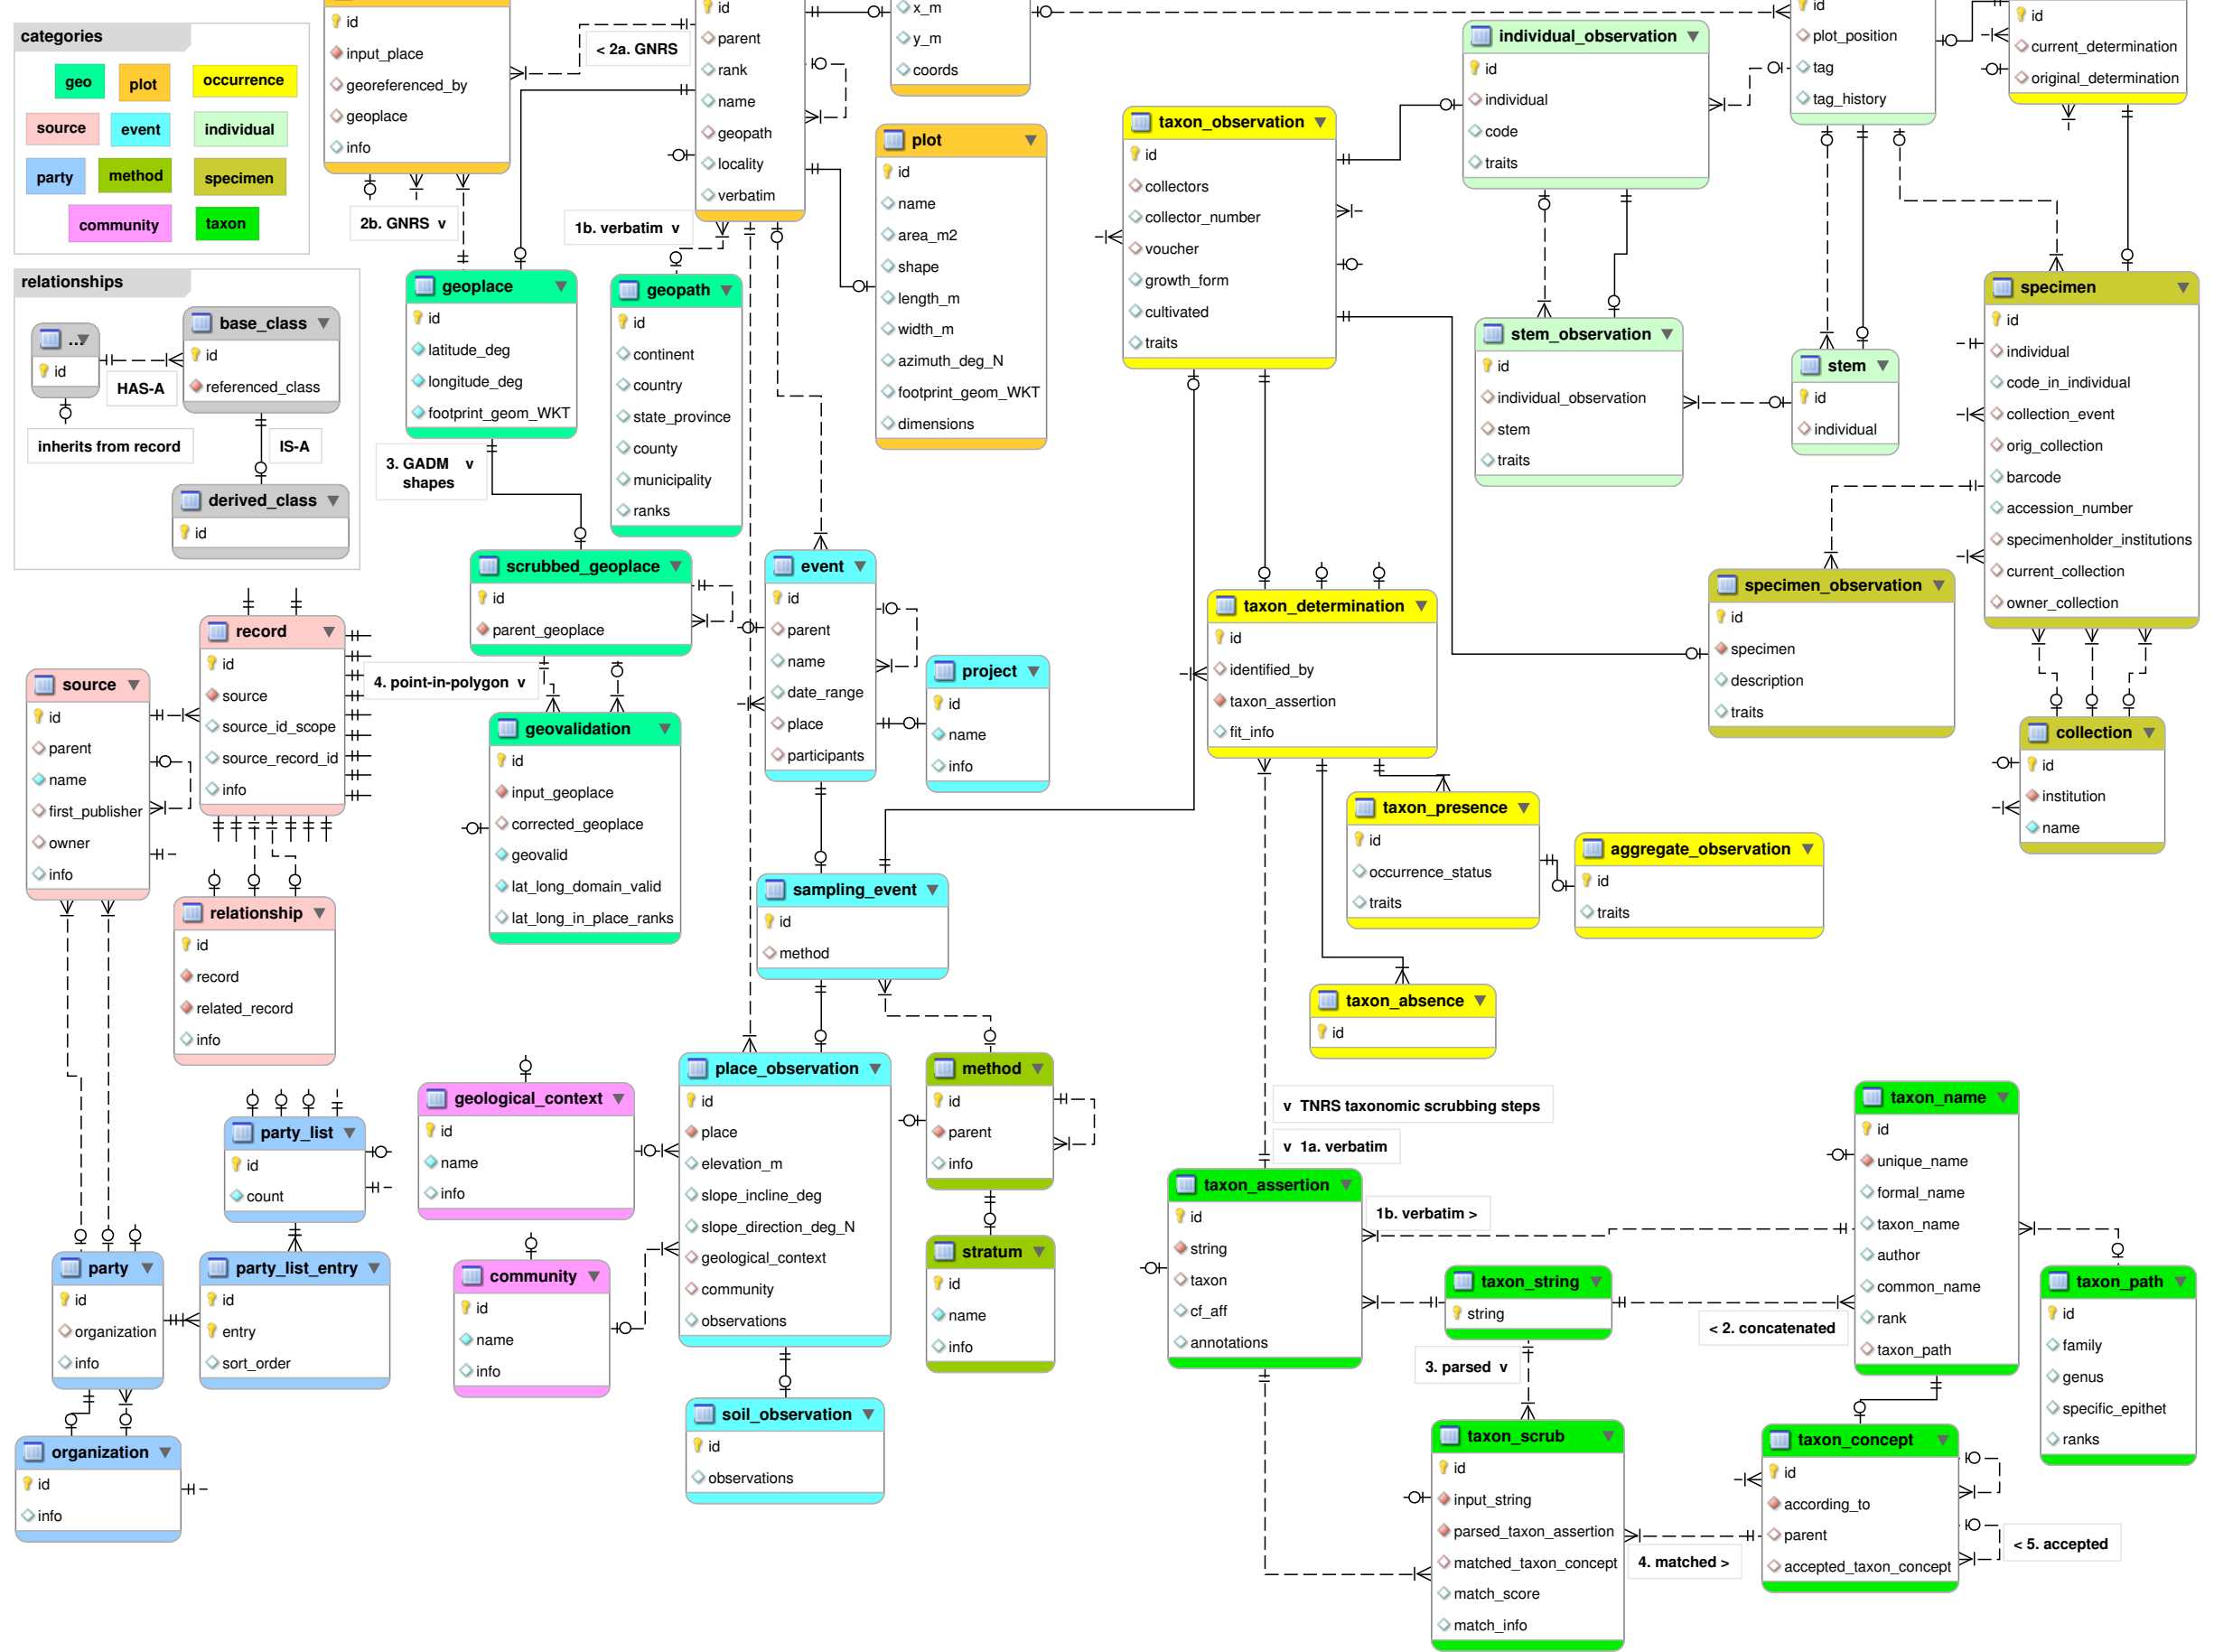 categories
geo
plot
occurrence
source
event
individual
party
method
specimen
community
taxon
relationships
...
id
HAS-A
inherits from record
base_class
id
referenced_class
IS-A
derived_class
id
id
input_place
georeferenced_by
geoplace
info
< 2a. GNRS
2b. GNRS v
id
parent
rank
name
geopath
locality
verbatim
1b. verbatim v
x_m
y_m
coords
plot
id
name
area_m2
shape
length_m
width_m
azimuth_deg_N
footprint_geom_WKT
dimensions
geoplace
id
latitude_deg
longitude_deg
footprint_geom_WKT
3. GADM v
shapes
geopath
id
continent
country
state_province
county
municipality
ranks
scrubbed_geoplace
id
parent_geoplace
4. point-in-polygon v
geovalidation
id
input_geoplace
corrected_geoplace
geovalid
lat_long_domain_valid
lat_long_in_place_ranks
event
id
parent
name
date_range
place
participants
project
id
name
info
sampling_event
id
method
record
id
source
source_id_scope
source_record_id
info
source
id
parent
name
first_publisher
owner
info
relationship
id
record
related_record
info
party_list
id
count
party
id
organization
info
party_list_entry
id
entry
sort_order
organization
id
info
geological_context
id
name
info
community
id
name
info
place_observation
id
place
elevation_m
slope_incline_deg
slope_direction_deg_N
geological_context
community
observations
soil_observation
id
observations
method
id
parent
info
stratum
id
name
info
taxon_observation
id
collectors
collector_number
voucher
growth_form
cultivated
traits
individual_observation
id
individual
code
traits
id
plot_position
tag
tag_history
id
current_determination
original_determination
stem_observation
id
individual_observation
stem
traits
stem
id
individual
specimen
id
individual
code_in_individual
collection_event
orig_collection
barcode
accession_number
specimenholder_institutions
current_collection
owner_collection
specimen_observation
id
specimen
description
traits
collection
id
institution
name
taxon_determination
id
identified_by
taxon_assertion
fit_info
taxon_presence
id
occurrence_status
traits
aggregate_observation
id
traits
taxon_absence
id
v TNRS taxonomic scrubbing steps
v 1a. verbatim
taxon_assertion
id
string
taxon
cf_aff
annotations
1b. verbatim >
taxon_string
string
< 2. concatenated
3. parsed v
taxon_name
id
unique_name
formal_name
taxon_name
author
common_name
rank
taxon_path
taxon_path
id
family
genus
specific_epithet
ranks
taxon_scrub
id
input_string
parsed_taxon_assertion
matched_taxon_concept
match_score
match_info
4. matched >
taxon_concept
id
according_to
parent
accepted_taxon_concept
< 5. accepted